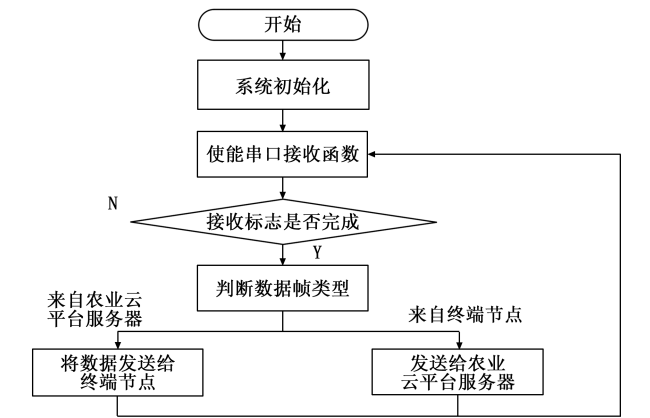 开始
系统初始化
使能串口接收函数
N
接收标志是否完成
Y
判断数据帧类型
来自农业云
平台服务器
来自终端节点
将数据发送给
终端节点
发送给农业
云平台服务器